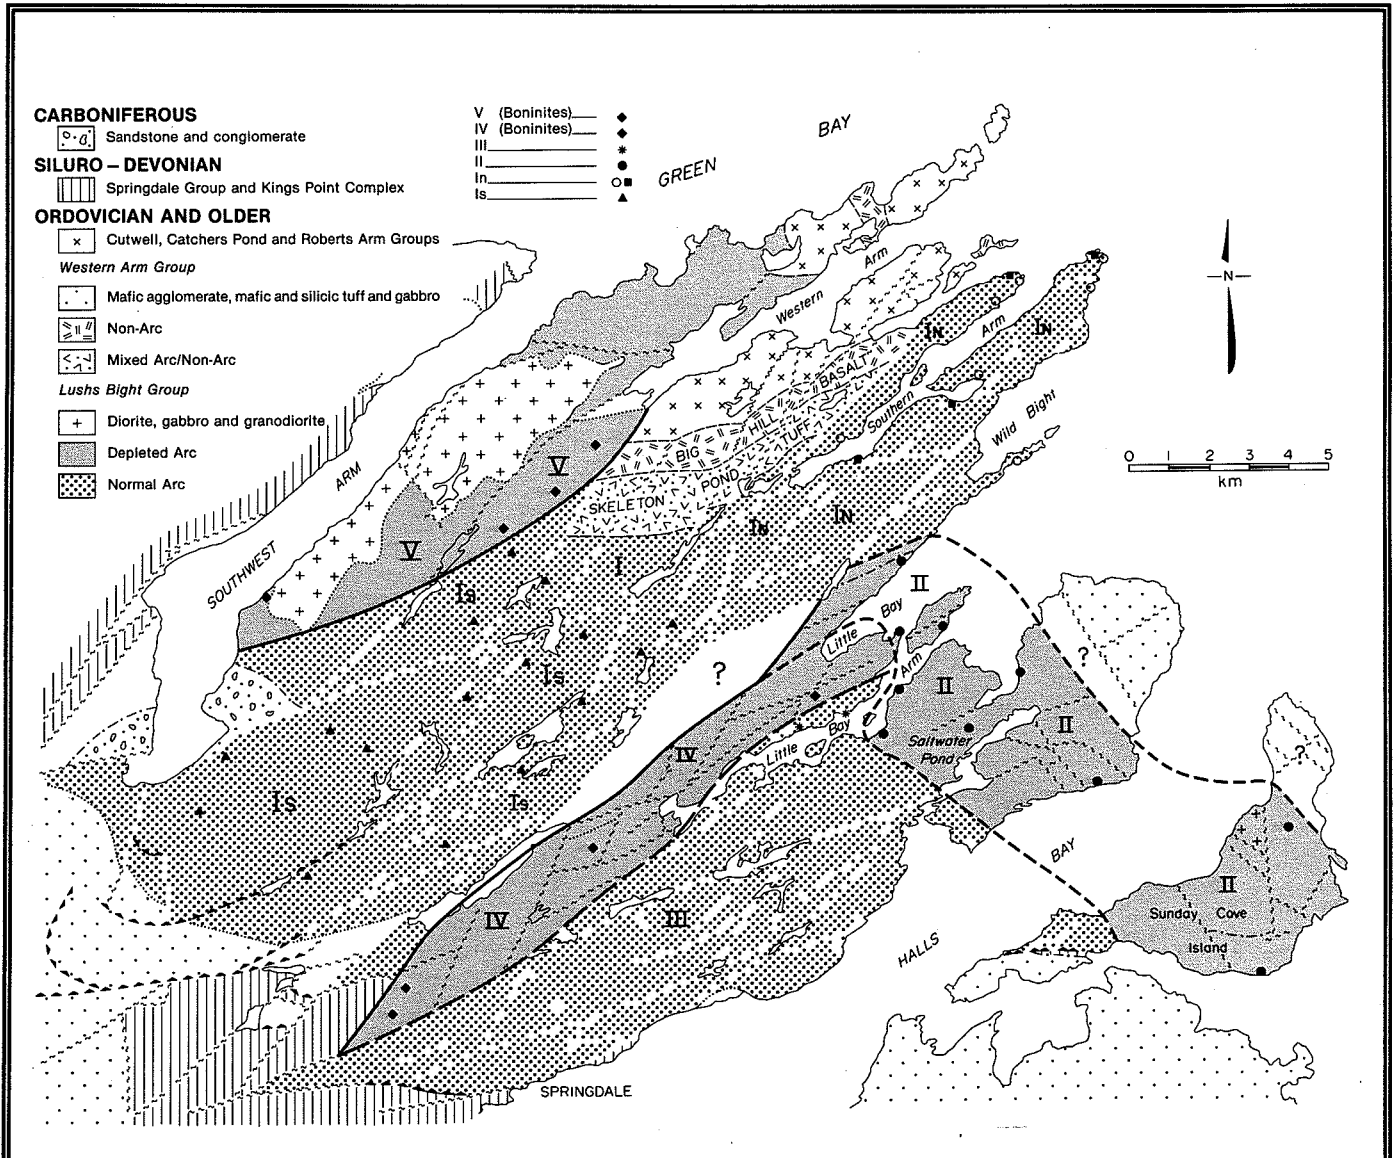 CARBONIFEROUS
Sandstone and conglomerate
SILURO – DEVONIAN
Springdale Group and Kings Point Complex
ORDOVICIAN AND OLDER
Cutwell, Catchers Pond and Roberts Arm Groups
Western Arm Group
Mafic agglomerate, mafic and silicic tuff and gabbro
Non-Arc
Mixed Arc/Non-Arc
Lushs Bight Group
Diorite, gabbro and granodiorite
Depleted Arc
Normal Arc
V (Boninites)
IV (Boninites)
III
II
In
Is
GREEN BAY
Western Arm
N
0 1 2 3 4 5
km
IN
Arm
IN
Southern
Wild Bight
BIG HILL BASALT
SKELETON POND TUFF
V
V
ARM
SOUTHWEST
IN
IN
I
Is
II
Little Bay
Arm
?
Is
?
II
II
Saltwater
Pond
IV
Little Bay
?
Is
Is
BAY
II
Sunday Cove
Island
IV
III
HALLS
SPRINGDALE